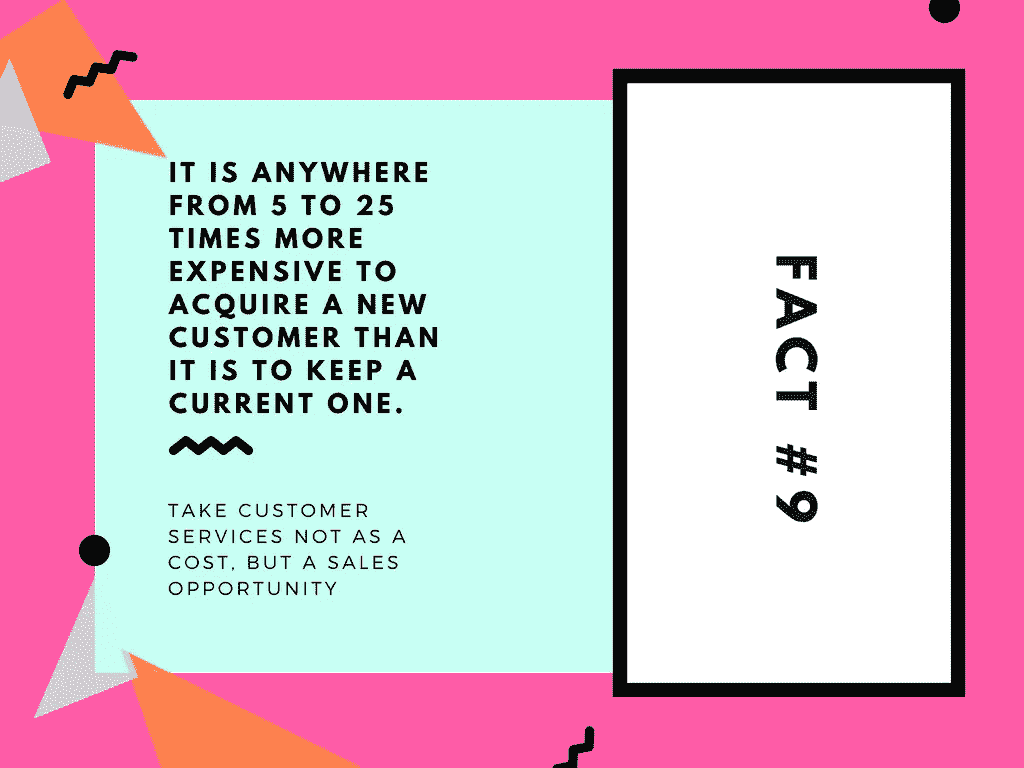 IT IS ANYWHERE
FROM 5 TO 25
TIMES MORE
EXPENSIVE TO
ACQUIRE A NEW
CUSTOMER THAN
IT IS TO KEEP A
CURRENT ONE.
TAKE CUSTOMER
SERVICES NOT AS A
COST, BUT A SALES
OPPORTUNITY
FACT #9